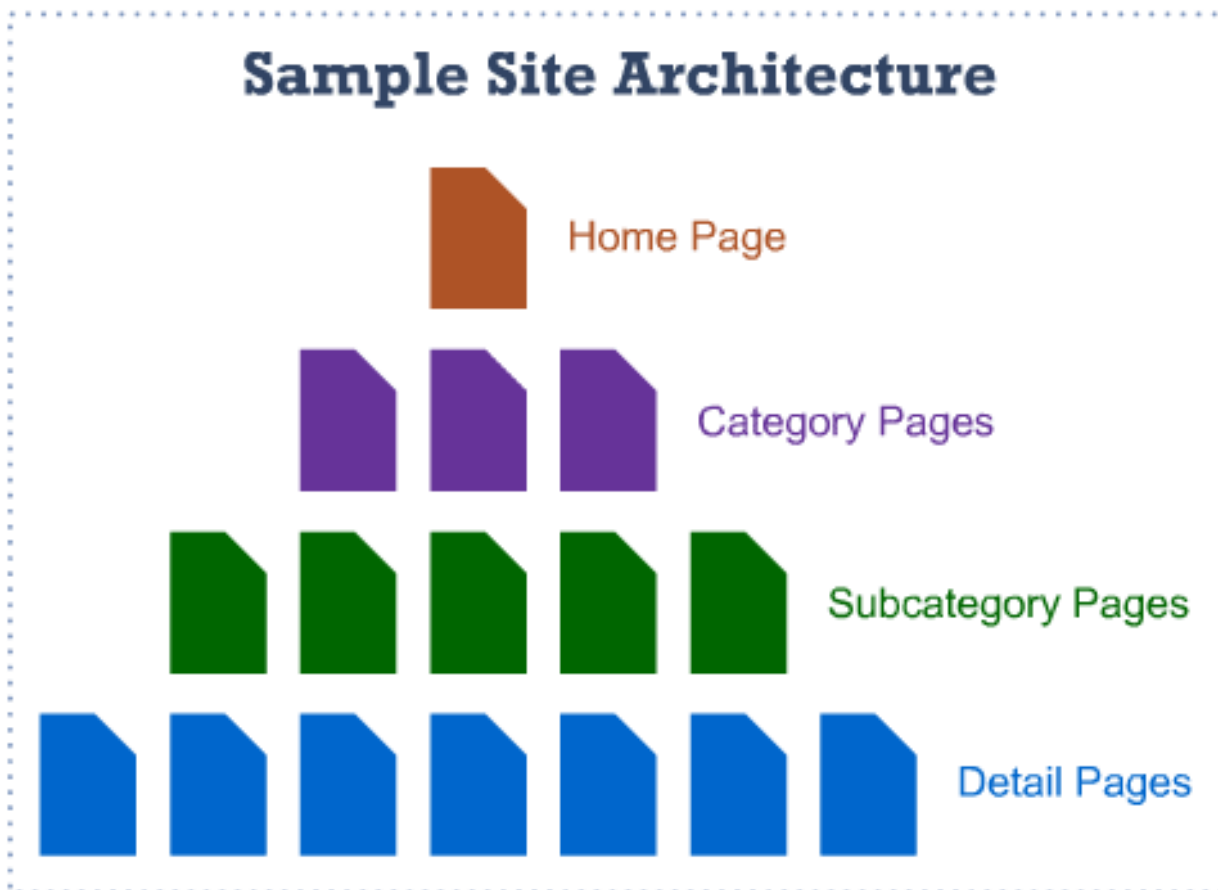 Sample Site Architecture
Home Page
Category Pages
Subcategory Pages
Detail Pages